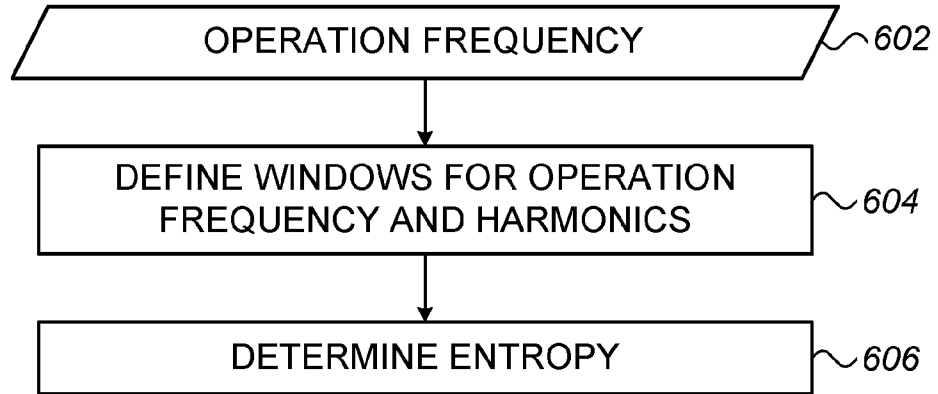 OPERATION FREQUENCY
602
DEFINE WINDOWS FOR OPERATION
FREQUENCY AND HARMONICS
604
DETERMINE ENTROPY
606